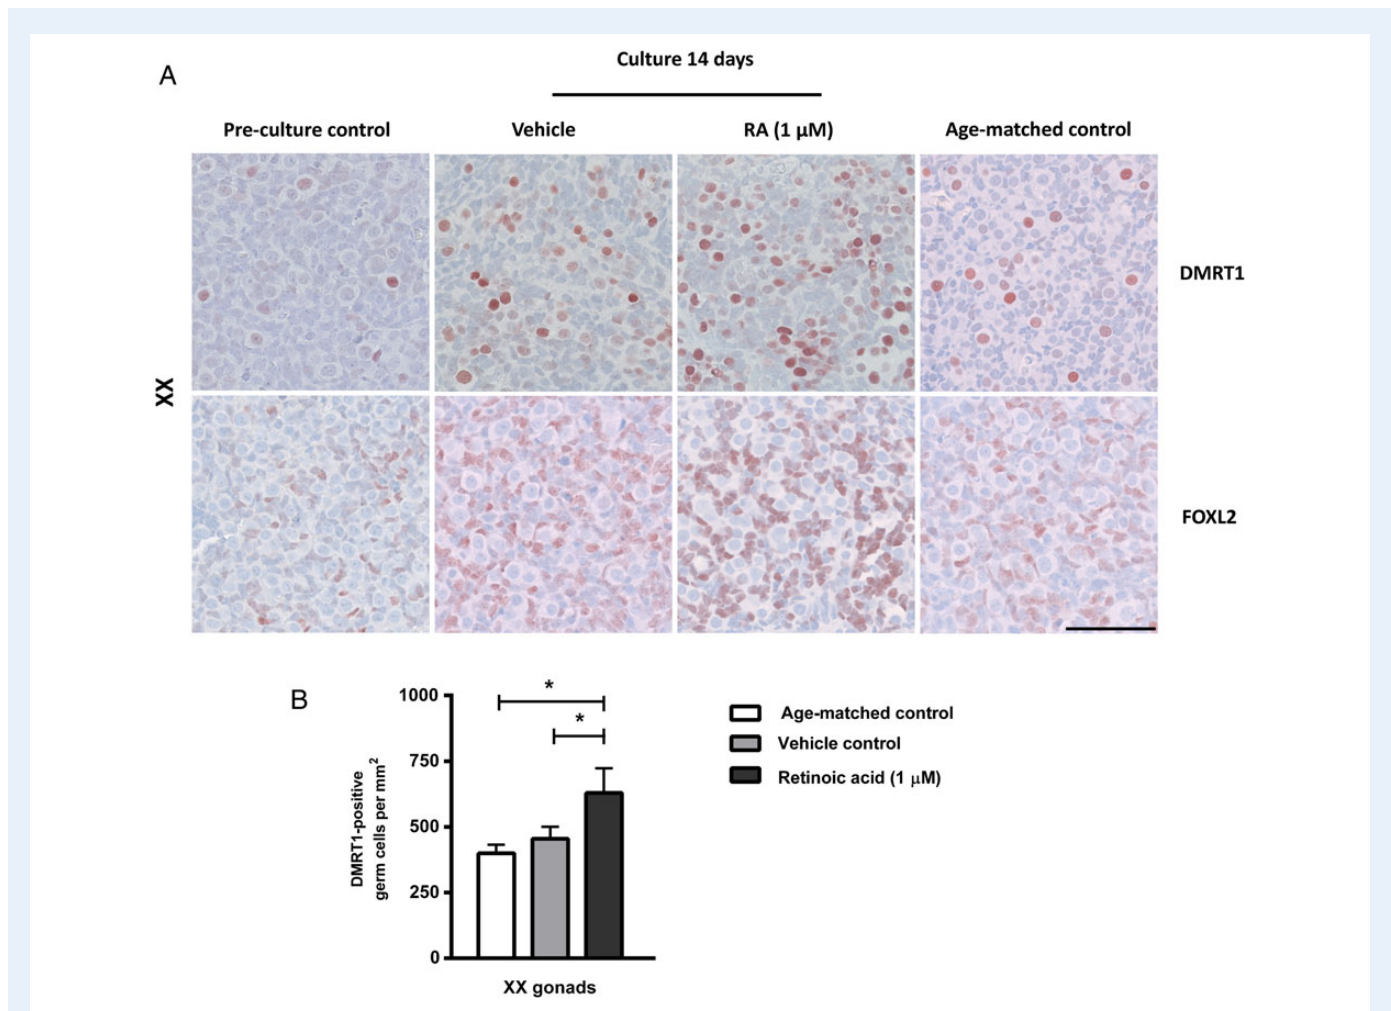 A
Culture 14 days
Pre-culture control
Vehicle
RA (1 μM)
Age-matched control
XX
DMRT1
FOXL2
B
DMRT1-positive
germ cells per mm²
1000
750
500
250
0
*
*
XX gonads
Age-matched control
Vehicle control
Retinoic acid (1 μM)